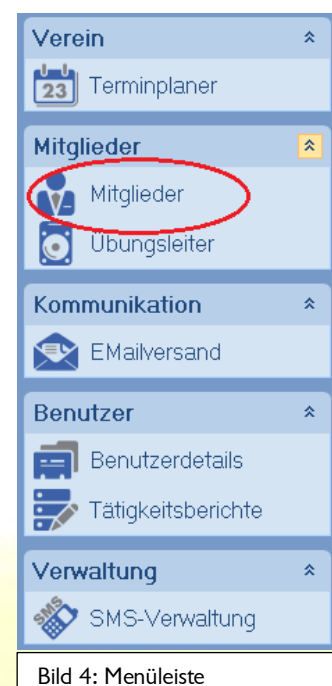 Verein
23 Terminplaner
Mitglieder
Mitglieder
Übungsleiter
Kommunikation
EMailversand
Benutzer
Benutzerdetails
Tätigkeitsberichte
Verwaltung
SMS SMS-Verwaltung
Bild 4: Menüleiste